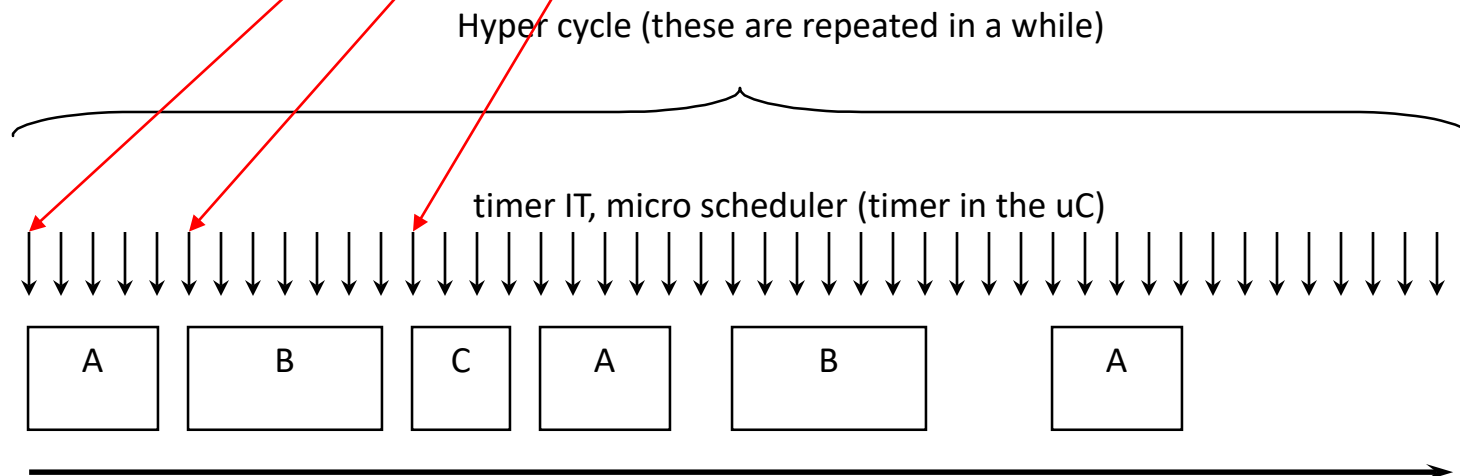 Hyper cycle (these are repeated in a while)
timer IT, micro scheduler (timer in the uC)
A B C A B A